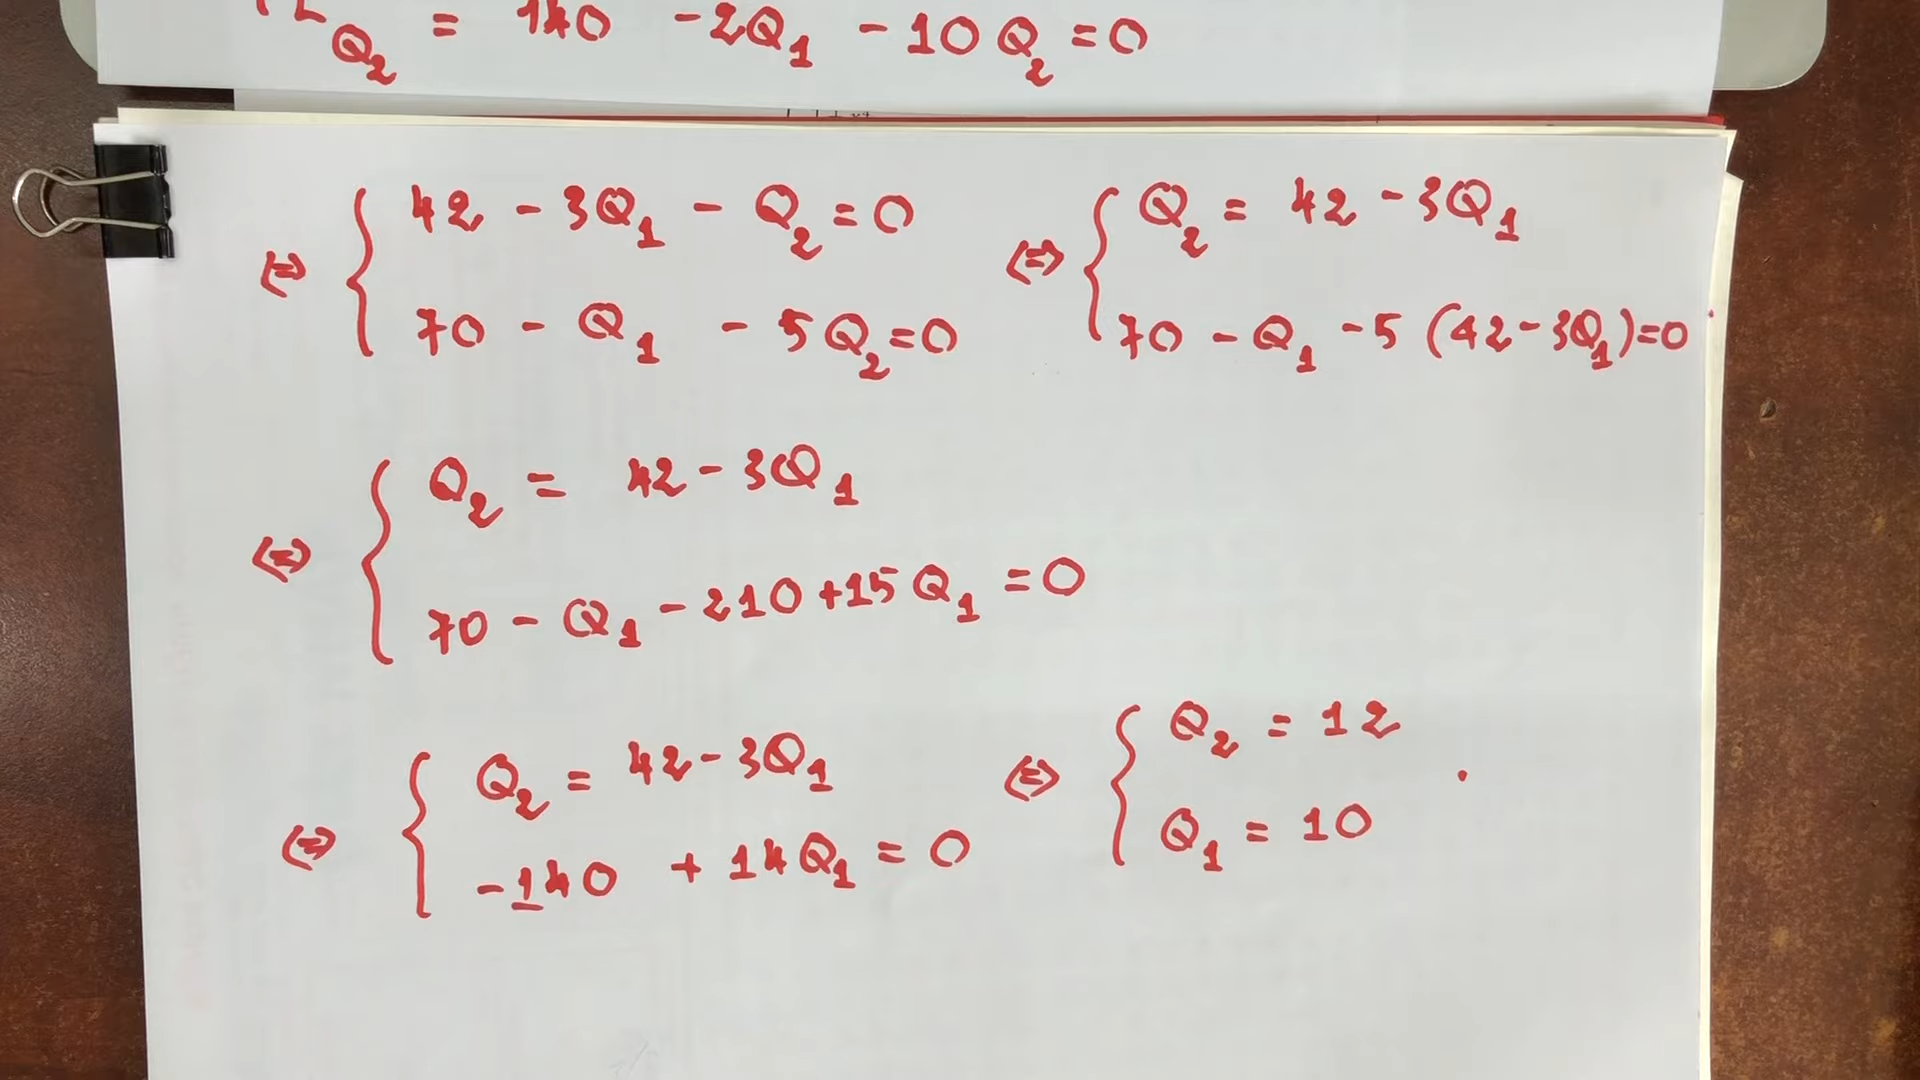 Q₂ = 140 - 2Q₁ - 10Q₂ = 0
⇔ { 42 - 3Q₁ - Q₂ = 0 ⇔ { Q₂ = 42 - 3Q₁
70 - Q₁ - 5Q₂ = 0 70 - Q₁ - 5(42 - 3Q₁) = 0
⇔ { Q₂ = 42 - 3Q₁
70 - Q₁ - 210 + 15Q₁ = 0
⇔ { Q₂ = 42 - 3Q₁ ⇔ { Q₂ = 12
-140 + 14Q₁ = 0 Q₁ = 10